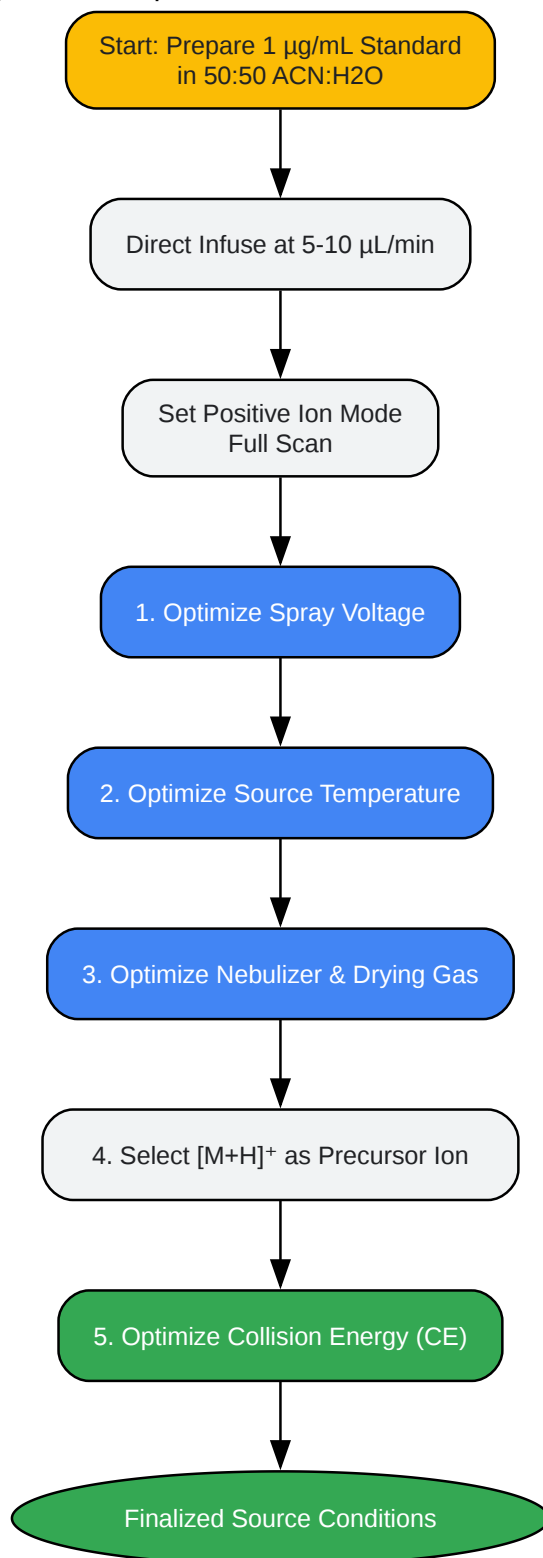 Start: Prepare 1 µg/mL Standard
in 50:50 ACN:H2O
Direct Infuse at 5-10 µL/min
Set Positive Ion Mode
Full Scan
1. Optimize Spray Voltage
2. Optimize Source Temperature
3. Optimize Nebulizer & Drying Gas
4. Select [M+H]⁺ as Precursor Ion
5. Optimize Collision Energy (CE)
Finalized Source Conditions